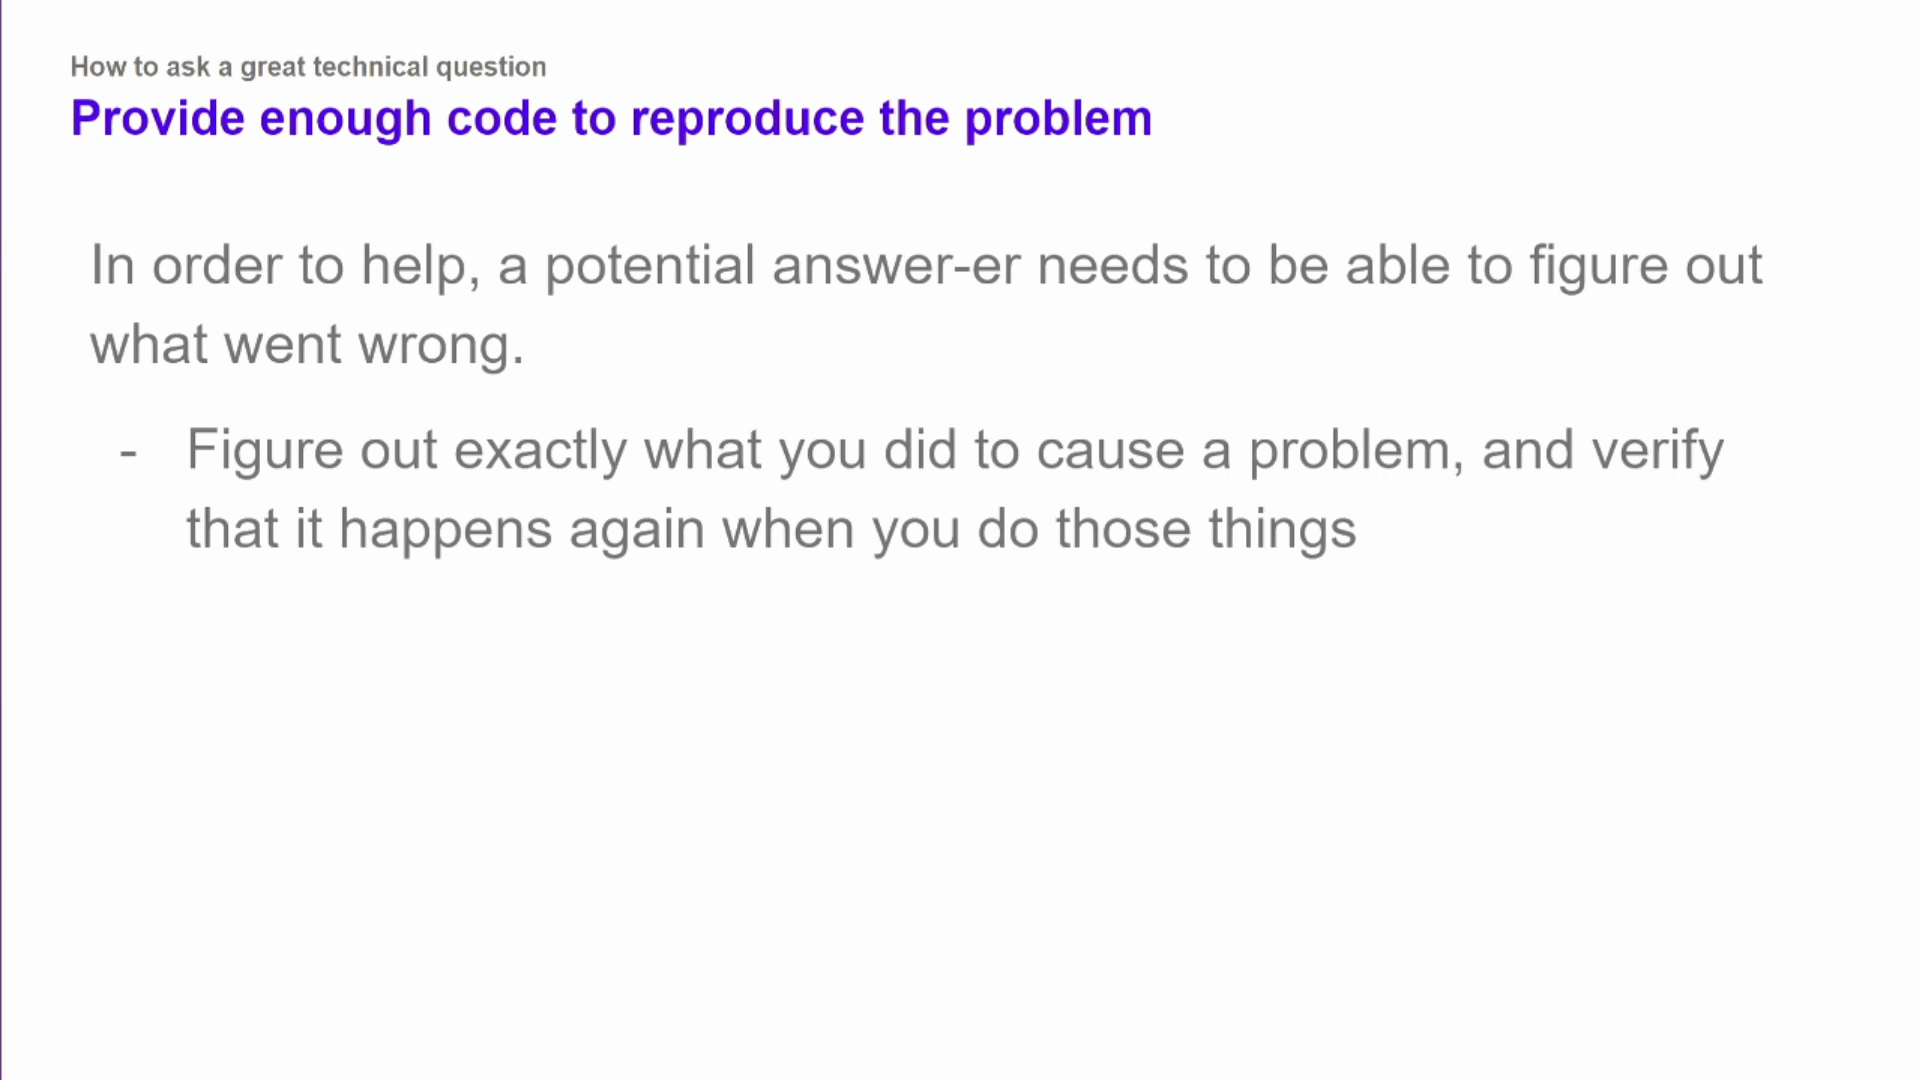 How to ask a great technical question
Provide enough code to reproduce the problem
In order to help, a potential answer-er needs to be able to figure out
what went wrong.
- Figure out exactly what you did to cause a problem, and verify
that it happens again when you do those things